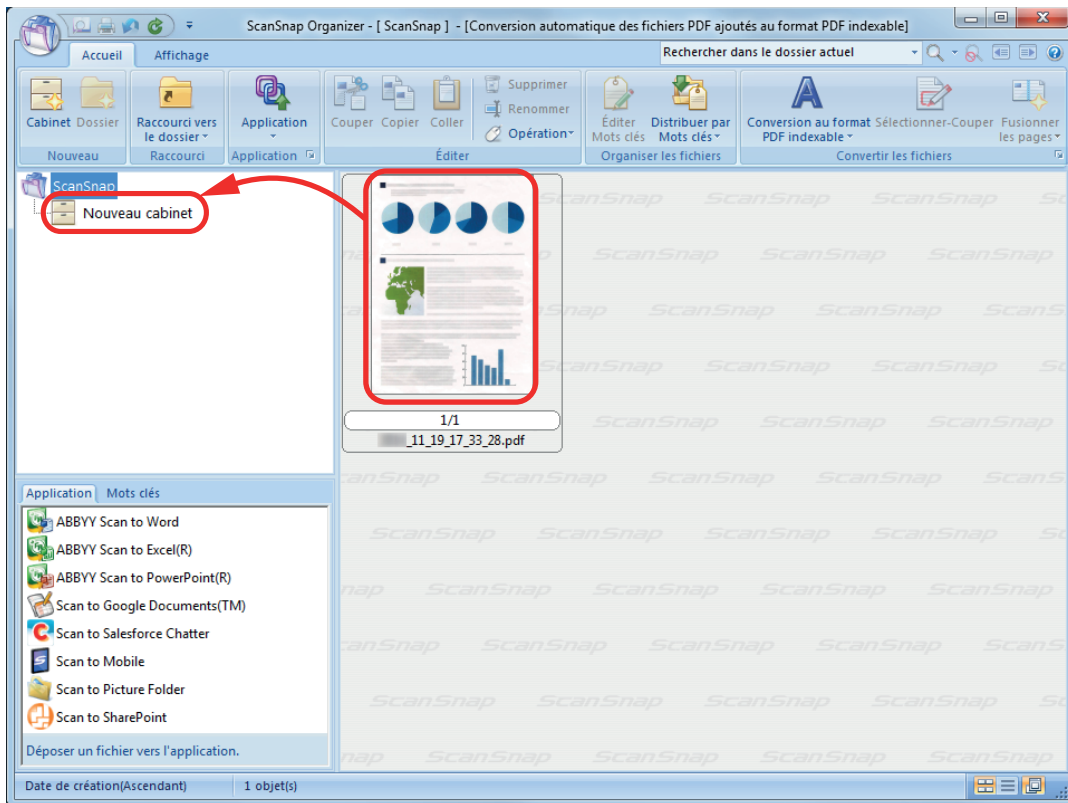 ScanSnap Organizer - [ ScanSnap ] - [Conversion automatique des fichiers PDF ajoutés au format PDF indexable]
Accueil Affichage
Rechercher dans le dossier actuel
Cabinet Dossier
Nouveau
Raccourci vers
le dossier
Raccourci
Application
Application
Couper Copier Coller
Supprimer
Renommer
Opération
Éditer
Éditer
Mots clés
Distribuer par
Mots clés
Organiser les fichiers
Conversion au format
PDF indexable
Sélectionner-Couper
Fusionner
les pages
Convertir les fichiers
ScanSnap
Nouveau cabinet
1/1
_11_19_17_33_28.pdf
Application Mots clés
ABBYY Scan to Word
ABBYY Scan to Excel(R)
ABBYY Scan to PowerPoint(R)
Scan to Google Documents(TM)
Scan to Salesforce Chatter
Scan to Mobile
Scan to Picture Folder
Scan to SharePoint
Déposer un fichier vers l'application.
Date de création(Ascendant) 1 objet(s)